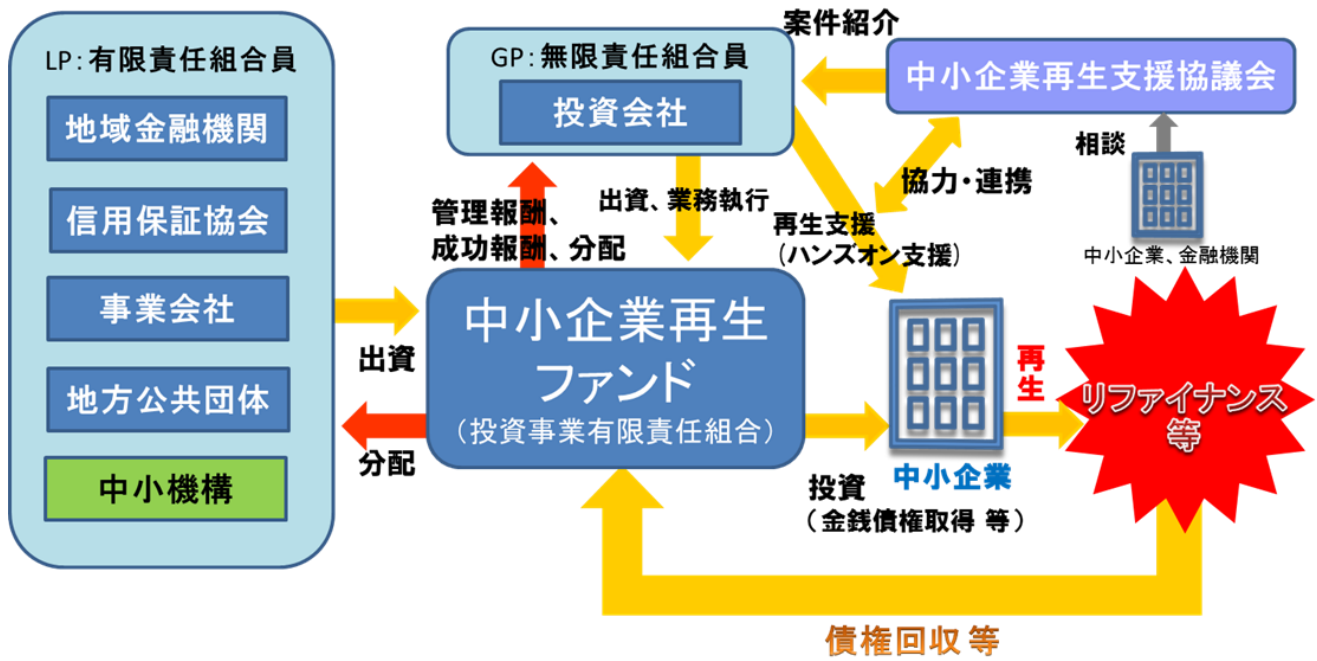 LP：有限責任組合員
地域金融機関
信用保証協会
事業会社
地方公共団体
中小機構
出資
分配
GP：無限責任組合員
投資会社
管理報酬、
成功報酬、分配
出資、業務執行
中小企業再生
ファンド
（投資事業有限責任組合）
案件紹介
中小企業再生支援協議会
相談
中小企業、金融機関
協力・連携
再生支援
（ハンズオン支援）
中小企業
投資
（金銭債権取得 等）
再
生
リファイナンス
等
債権回収 等